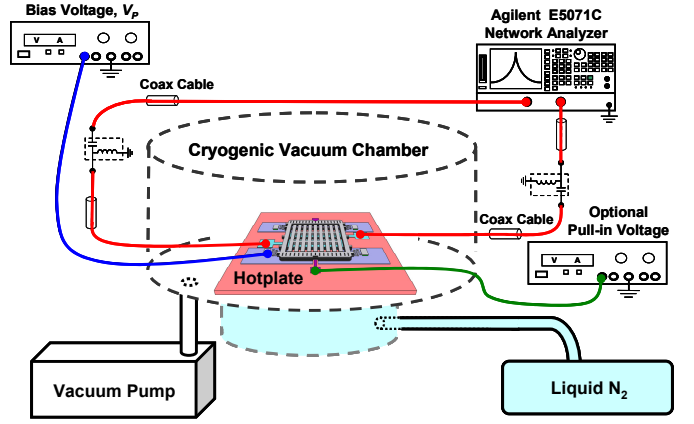 Bias Voltage, V_P
V A
Agilent E5071C
Network Analyzer
Coax Cable
Cryogenic Vacuum Chamber
Coax Cable
Optional
Pull-in Voltage
V A
Hotplate
Vacuum Pump
Liquid N₂